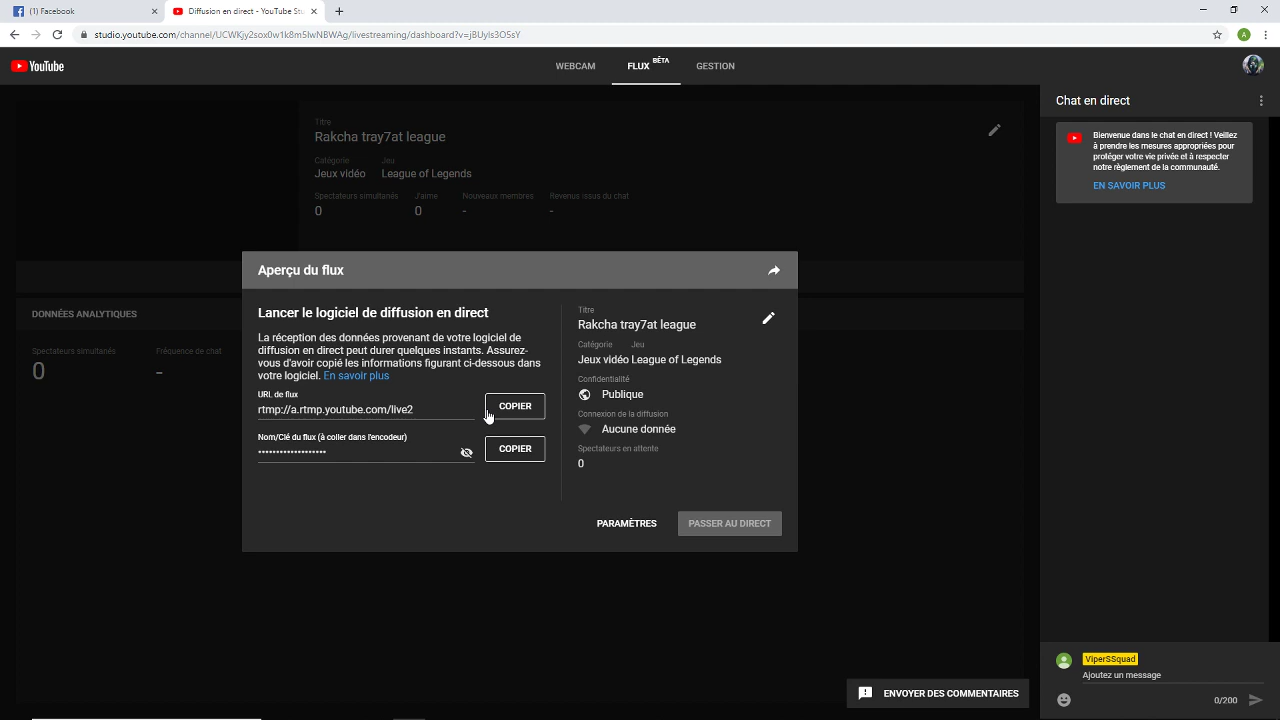 (1) Facebook
Diffusion en direct - YouTube Stu
studio.youtube.com/channel/UCWKjy2sox0w1k8m5IwNBWAg/livestreaming/dashboard?v=jBUyls3O5sY
A
YouTube
WEBCAM
FLUX BÊTA
GESTION
Titre
Rakcha tray7at league
Catégorie Jeu
Jeux vidéo League of Legends
Spectateurs simultanés J'aime Nouveaux membres Revenus issus du chat
0 0 - -
DONNÉES ANALYTIQUES
Spectateurs simultanés Fréquence de chat
0 -
Aperçu du flux
Lancer le logiciel de diffusion en direct
La réception des données provenant de votre logiciel de
diffusion en direct peut durer quelques instants. Assurez-
vous d'avoir copié les informations figurant ci-dessous dans
votre logiciel. En savoir plus
URL de flux
rtmp://a.rtmp.youtube.com/live2
COPIER
Nom/Clé du flux (à coller dans l'encodeur)
•••••••••••••••••••
COPIER
Titre
Rakcha tray7at league
Catégorie Jeu
Jeux vidéo League of Legends
Confidentialité
Publique
Connexion de la diffusion
Aucune donnée
Spectateurs en attente
0
PARAMÈTRES
PASSER AU DIRECT
Chat en direct
Bienvenue dans le chat en direct ! Veillez
à prendre les mesures appropriées pour
protéger votre vie privée et à respecter
notre règlement de la communauté.
EN SAVOIR PLUS
ViperSSquad
Ajoutez un message
0/200
ENVOYER DES COMMENTAIRES